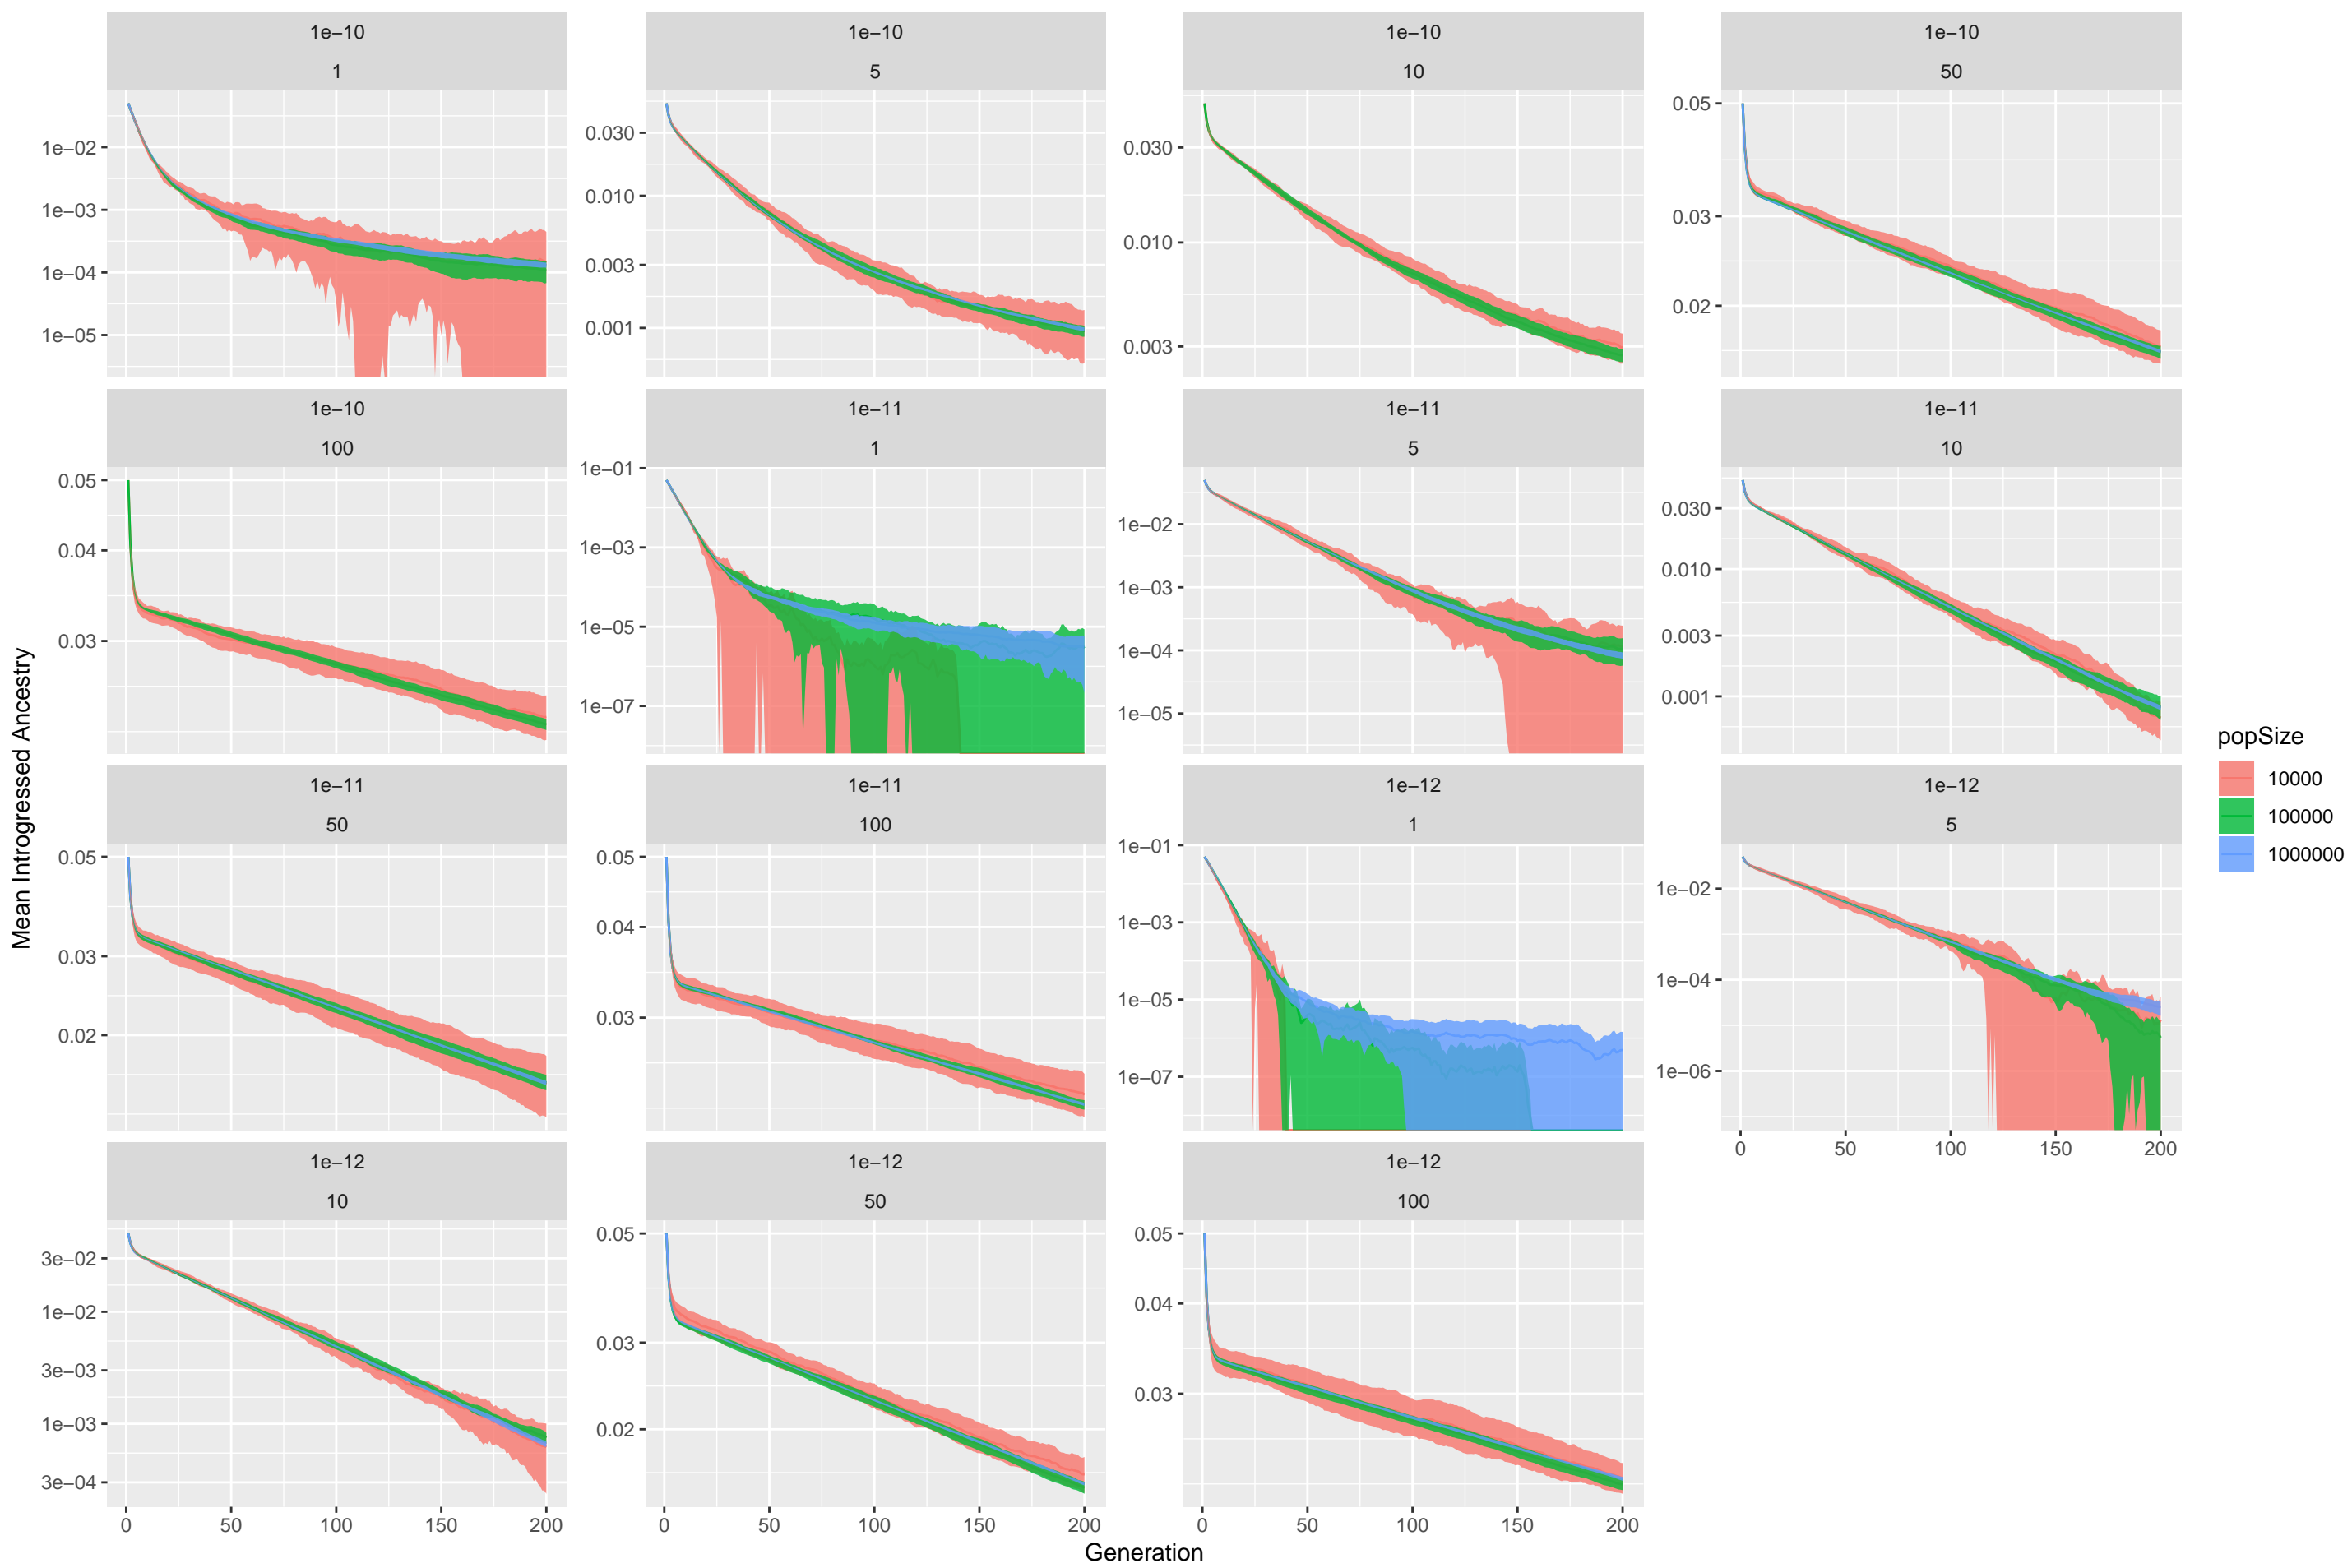 1e−10
1
1e−10
5
1e−10
10
1e−10
50
1e−02
1e−03
1e−04
1e−05
0.030
0.010
0.003
0.001
0.030
0.010
0.003
0.05
0.03
0.02
1e−10
100
1e−11
1
1e−11
5
1e−11
10
0.05
0.04
0.03
1e−01
1e−03
1e−05
1e−07
1e−02
1e−03
1e−04
1e−05
0.030
0.010
0.003
0.001
1e−11
50
1e−11
100
1e−12
1
1e−12
5
0.05
0.03
0.02
0.05
0.04
0.03
1e−01
1e−03
1e−05
1e−07
1e−02
1e−04
1e−06
0 50 100 150 200
1e−12
10
1e−12
50
1e−12
100
3e−02
1e−02
3e−03
1e−03
3e−04
0.05
0.03
0.02
0.05
0.04
0.03
0 50 100 150 200
0 50 100 150 200
0 50 100 150 200
Generation
Mean Introgressed Ancestry
popSize
10000
100000
1000000